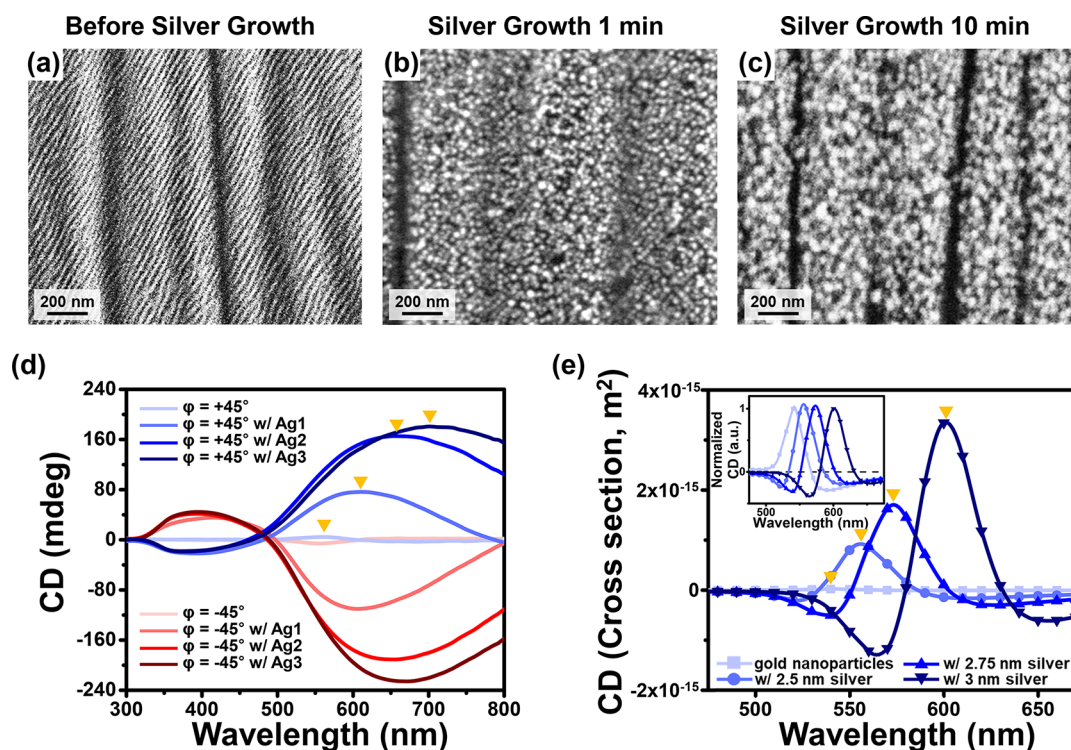 Before Silver Growth
Silver Growth 1 min
Silver Growth 10 min
(a)
(b)
(c)
200 nm
200 nm
200 nm
(d)
CD (mdeg)
240
160
80
0
-80
-160
-240
φ = +45°
φ = +45° w/ Ag1
φ = +45° w/ Ag2
φ = +45° w/ Ag3
φ = -45°
φ = -45° w/ Ag1
φ = -45° w/ Ag2
φ = -45° w/ Ag3
300 400 500 600 700 800
Wavelength (nm)
(e)
CD (Cross section, m²)
4x10⁻¹⁵
2x10⁻¹⁵
0
-2x10⁻¹⁵
Normalized
CD (a.u.)
1
0
500 600
Wavelength (nm)
gold nanoparticles
w/ 2.5 nm silver
w/ 2.75 nm silver
w/ 3 nm silver
500 550 600 650
Wavelength (nm)